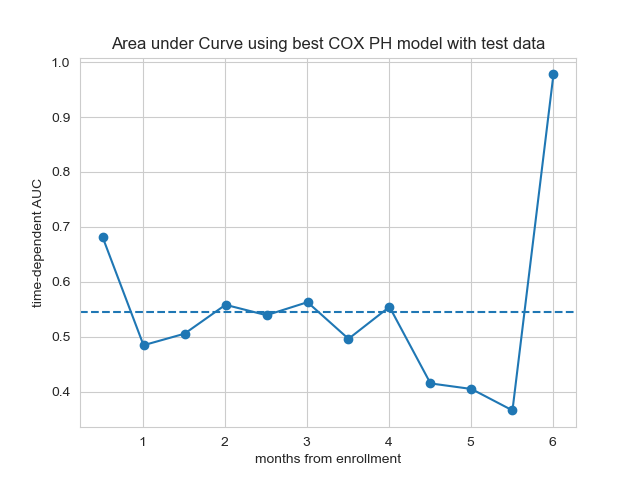 Area under Curve using best COX PH model with test data
time-dependent AUC
1.0
0.9
0.8
0.7
0.6
0.5
0.4
1 2 3 4 5 6
months from enrollment